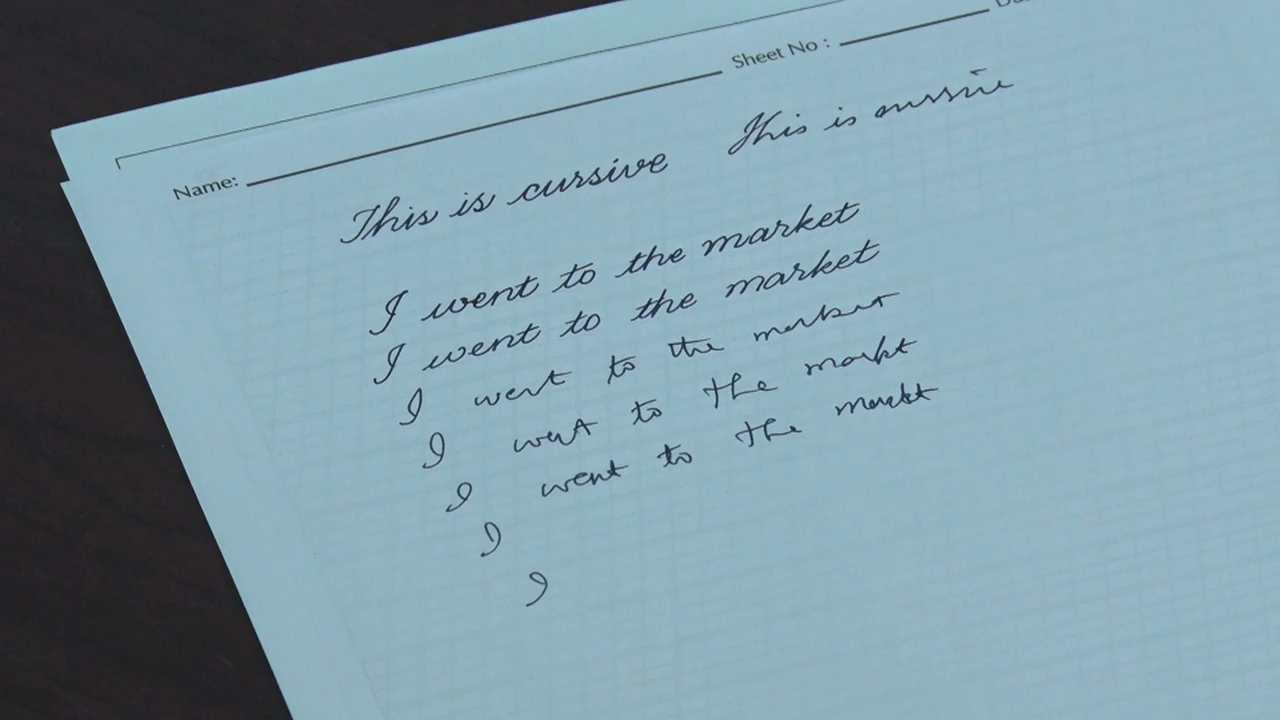 Name: Sheet No :
This is cursive This is cursive
I went to the market
I went to the market
I went to the market
I went to the market
I went to the market
I
I